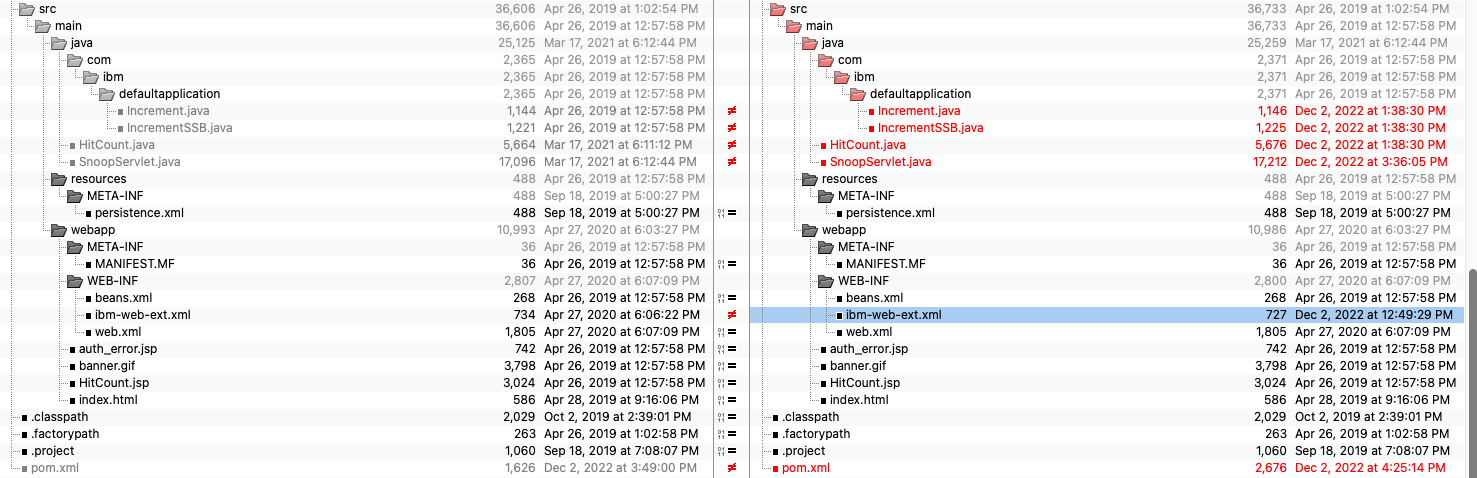 src 36,606 Apr 26, 2019 at 1:02:54 PM src 36,733 Apr 26, 2019 at 1:02:54 PM
main 36,606 Apr 26, 2019 at 12:57:58 PM main 36,733 Apr 26, 2019 at 12:57:58 PM
java 25,125 Mar 17, 2021 at 6:12:44 PM java 25,259 Mar 17, 2021 at 6:12:44 PM
com 2,365 Apr 26, 2019 at 12:57:58 PM com 2,371 Apr 26, 2019 at 12:57:58 PM
ibm 2,365 Apr 26, 2019 at 12:57:58 PM ibm 2,371 Apr 26, 2019 at 12:57:58 PM
defaultapplication 2,365 Apr 26, 2019 at 12:57:58 PM defaultapplication 2,371 Apr 26, 2019 at 12:57:58 PM
Increment.java 1,144 Apr 26, 2019 at 12:57:58 PM ≠ Increment.java 1,146 Dec 2, 2022 at 1:38:30 PM
IncrementSSB.java 1,221 Apr 26, 2019 at 12:57:58 PM ≠ IncrementSSB.java 1,225 Dec 2, 2022 at 1:38:30 PM
HitCount.java 5,664 Mar 17, 2021 at 6:11:12 PM ≠ HitCount.java 5,676 Dec 2, 2022 at 1:38:30 PM
SnoopServlet.java 17,096 Mar 17, 2021 at 6:12:44 PM ≠ SnoopServlet.java 17,212 Dec 2, 2022 at 3:36:05 PM
resources 488 Apr 26, 2019 at 12:57:58 PM resources 488 Apr 26, 2019 at 12:57:58 PM
META-INF 488 Sep 18, 2019 at 5:00:27 PM META-INF 488 Sep 18, 2019 at 5:00:27 PM
persistence.xml 488 Sep 18, 2019 at 5:00:27 PM = persistence.xml 488 Sep 18, 2019 at 5:00:27 PM
webapp 10,993 Apr 27, 2020 at 6:03:27 PM webapp 10,986 Apr 27, 2020 at 6:03:27 PM
META-INF 36 Apr 26, 2019 at 12:57:58 PM META-INF 36 Apr 26, 2019 at 12:57:58 PM
MANIFEST.MF 36 Apr 26, 2019 at 12:57:58 PM = MANIFEST.MF 36 Apr 26, 2019 at 12:57:58 PM
WEB-INF 2,807 Apr 27, 2020 at 6:07:09 PM WEB-INF 2,800 Apr 27, 2020 at 6:07:09 PM
beans.xml 268 Apr 26, 2019 at 12:57:58 PM = beans.xml 268 Apr 26, 2019 at 12:57:58 PM
ibm-web-ext.xml 734 Apr 27, 2020 at 6:06:22 PM ≠ ibm-web-ext.xml 727 Dec 2, 2022 at 12:49:29 PM
web.xml 1,805 Apr 27, 2020 at 6:07:09 PM = web.xml 1,805 Apr 27, 2020 at 6:07:09 PM
auth_error.jsp 742 Apr 26, 2019 at 12:57:58 PM = auth_error.jsp 742 Apr 26, 2019 at 12:57:58 PM
banner.gif 3,798 Apr 26, 2019 at 12:57:58 PM = banner.gif 3,798 Apr 26, 2019 at 12:57:58 PM
HitCount.jsp 3,024 Apr 26, 2019 at 12:57:58 PM = HitCount.jsp 3,024 Apr 26, 2019 at 12:57:58 PM
index.html 586 Apr 28, 2019 at 9:16:06 PM = index.html 586 Apr 28, 2019 at 9:16:06 PM
.classpath 2,029 Oct 2, 2019 at 2:39:01 PM = .classpath 2,029 Oct 2, 2019 at 2:39:01 PM
.factorypath 263 Apr 26, 2019 at 1:02:58 PM = .factorypath 263 Apr 26, 2019 at 1:02:58 PM
.project 1,060 Sep 18, 2019 at 7:08:07 PM = .project 1,060 Sep 18, 2019 at 7:08:07 PM
pom.xml 1,626 Dec 2, 2022 at 3:49:00 PM ≠ pom.xml 2,676 Dec 2, 2022 at 4:25:14 PM